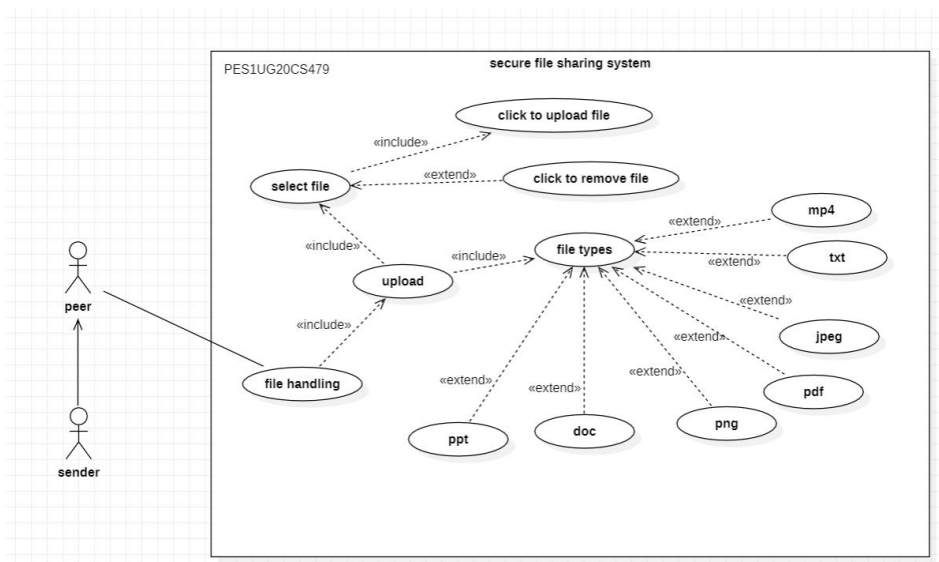 secure file sharing system
PES1UG20CS479
click to upload file
«include»
«extend»
click to remove file
select file
mp4
«extend»
«include»
file types
«include»
txt
«extend»
upload
peer
«extend»
«include»
jpeg
«extend»
«extend»
«extend»
«extend»
file handling
pdf
sender
ppt
doc
png